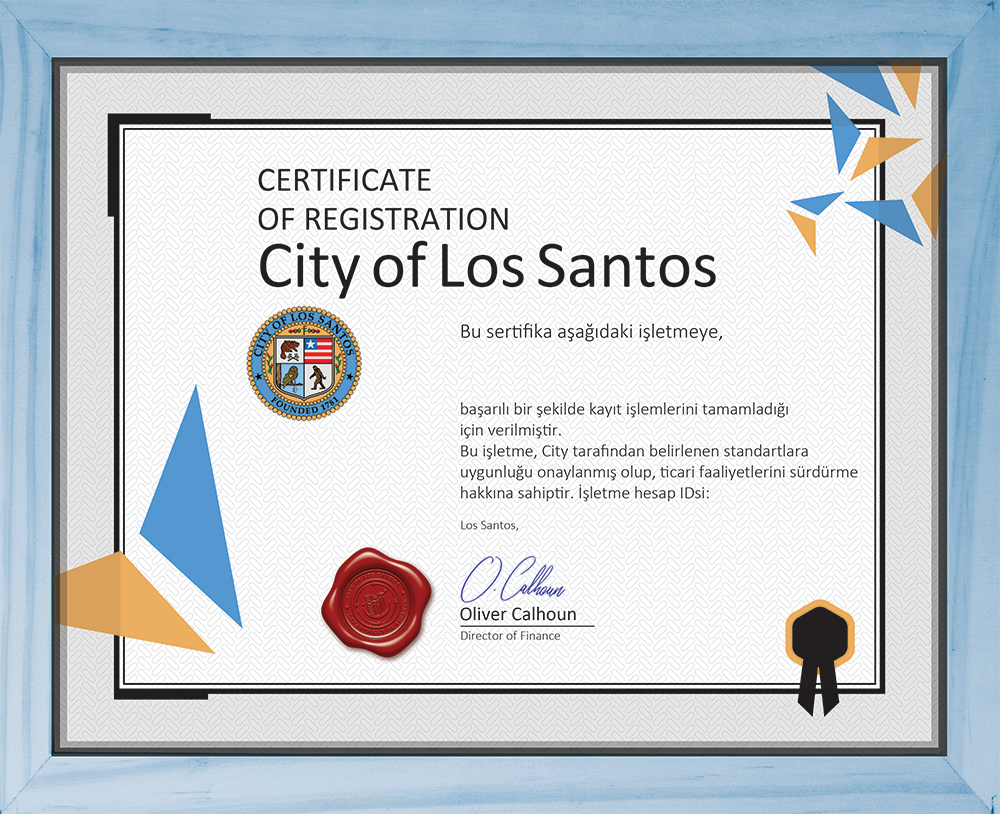 CERTIFICATE
OF REGISTRATION
City of Los Santos
CITY OF LOS SANTOS
FOUNDED 1781
Bu sertifika aşağıdaki işletmeye,
başarılı bir şekilde kayıt işlemlerini tamamladığı
için verilmiştir.
Bu işletme, City tarafından belirlenen standartlara
uygunluğu onaylanmış olup, ticari faaliyetlerini sürdürme
hakkına sahiptir. İşletme hesap IDsi:
Los Santos,
O. Calhoun
Oliver Calhoun
Director of Finance